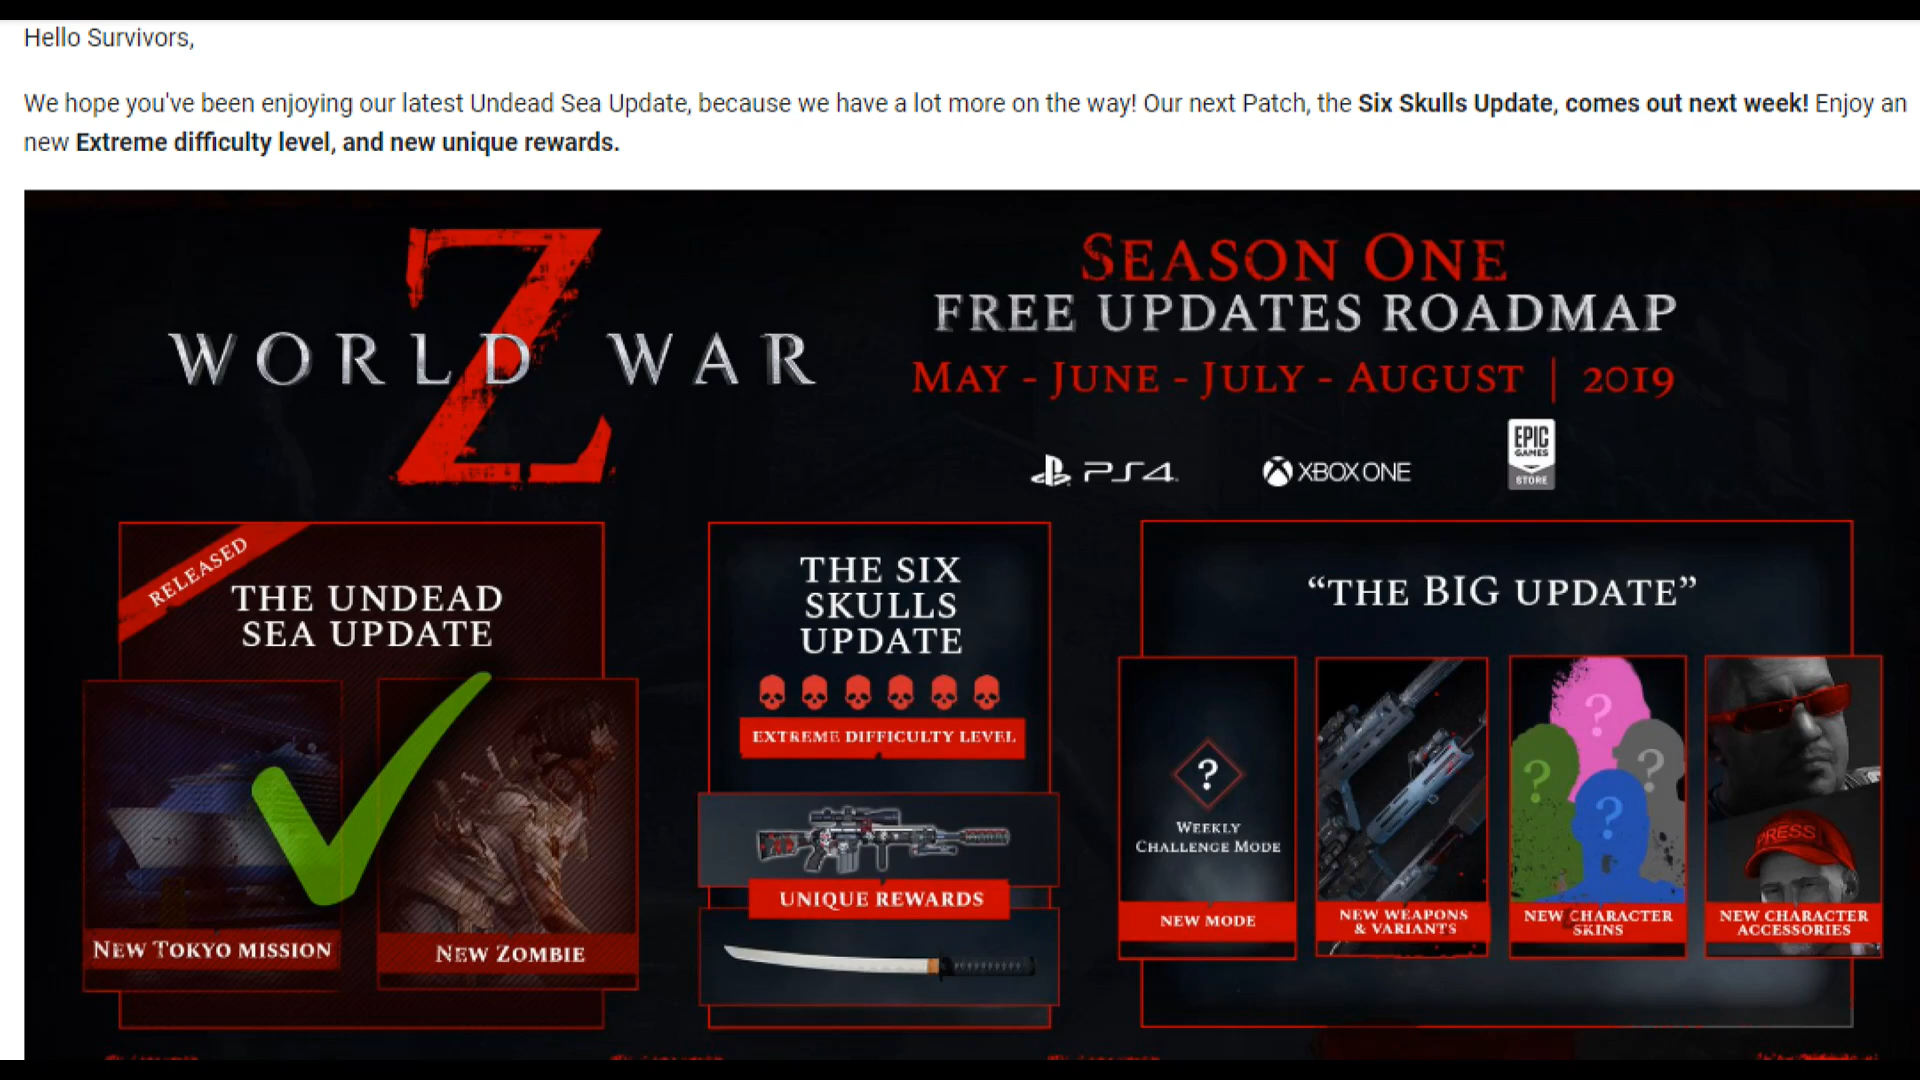 Hello Survivors,
We hope you've been enjoying our latest Undead Sea Update, because we have a lot more on the way! Our next Patch, the Six Skulls Update, comes out next week! Enjoy an
new Extreme difficulty level, and new unique rewards.
Z
WORLD WAR
SEASON ONE
FREE UPDATES ROADMAP
MAY - JUNE - JULY - AUGUST | 2019
PS4
XBOX ONE
EPIC
GAMES
STORE
RELEASED
THE UNDEAD
SEA UPDATE
NEW TOKYO MISSION
NEW ZOMBIE
THE SIX
SKULLS
UPDATE
EXTREME DIFFICULTY LEVEL
UNIQUE REWARDS
“THE BIG UPDATE”
?
WEEKLY
CHALLENGE MODE
NEW MODE
NEW WEAPONS
& VARIANTS
?
?
?
?
NEW CHARACTER
SKINS
PRESS
NEW CHARACTER
ACCESSORIES